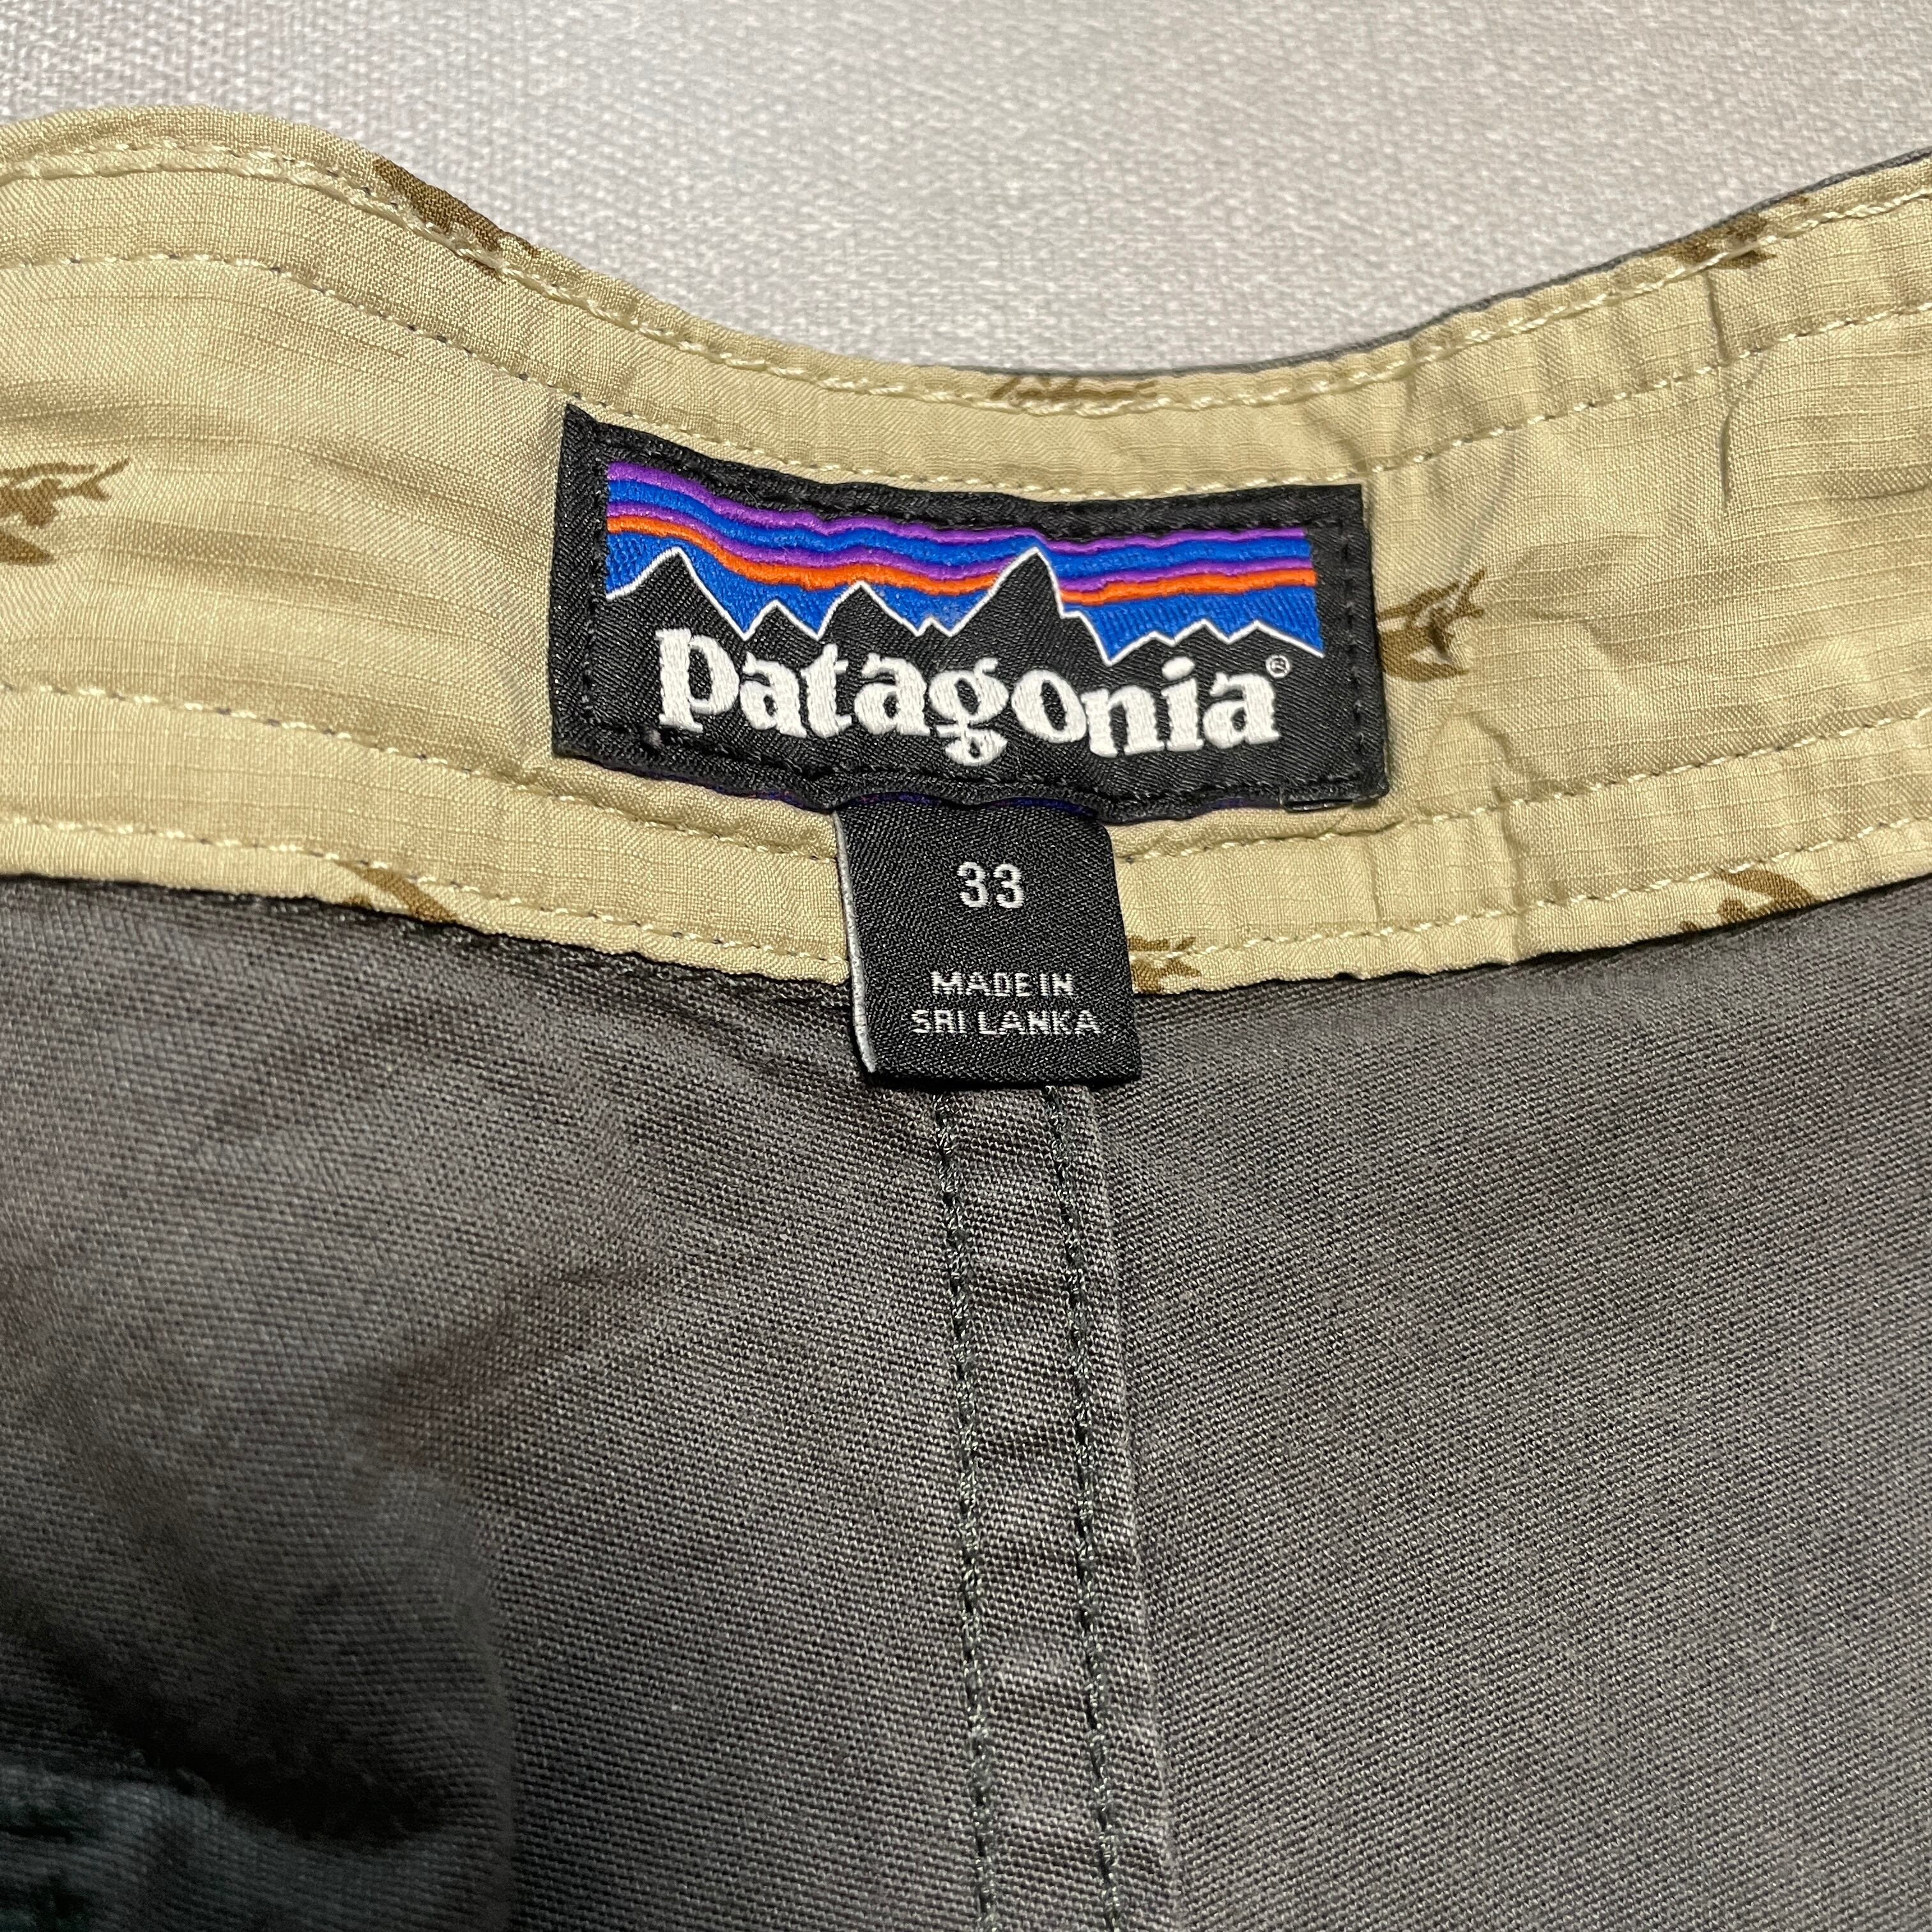 patagonia®
33
MADE IN
SRI LANKA